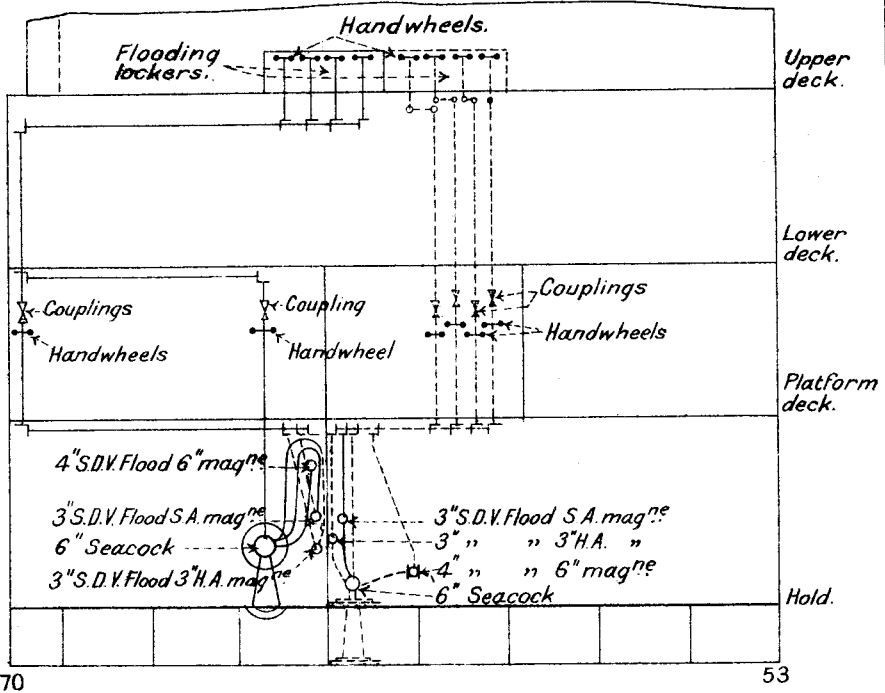 Handwheels.
Flooding
lockers.
Upper
deck.
Lower
deck.
Couplings
Coupling
Couplings
Handwheels
Handwheel
Handwheels
Platform
deck.
4" S.D.V. Flood 6" magne
3" S.D.V. Flood S.A. magne
6" Seacock
3" S.D.V. Flood 3" H.A. magne
3" S.D.V. Flood S.A. magne
3" " " 3" H.A. "
4" " " 6" magne
6" Seacock
Hold.
70
53